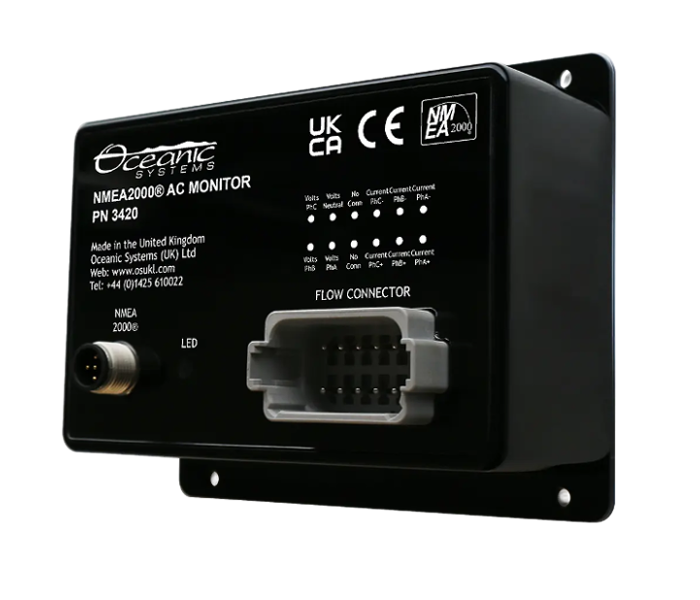 Oceanic
SYSTEMS
NMEA2000® AC MONITOR
PN 3420
Made in the United Kingdom
Oceanic Systems (UK) Ltd
Web: www.osukl.com
Tel: +44 (0)1425 610022
NMEA
2000®
LED
UK
CA
CE
NM
EA 2000®
Volts PhC
Volts Neutral
No Conn
Current PhC-
Current PhB-
Current PhA-
Volts PhB
Volts PhA
No Conn
Current PhC+
Current PhB+
Current PhA+
FLOW CONNECTOR